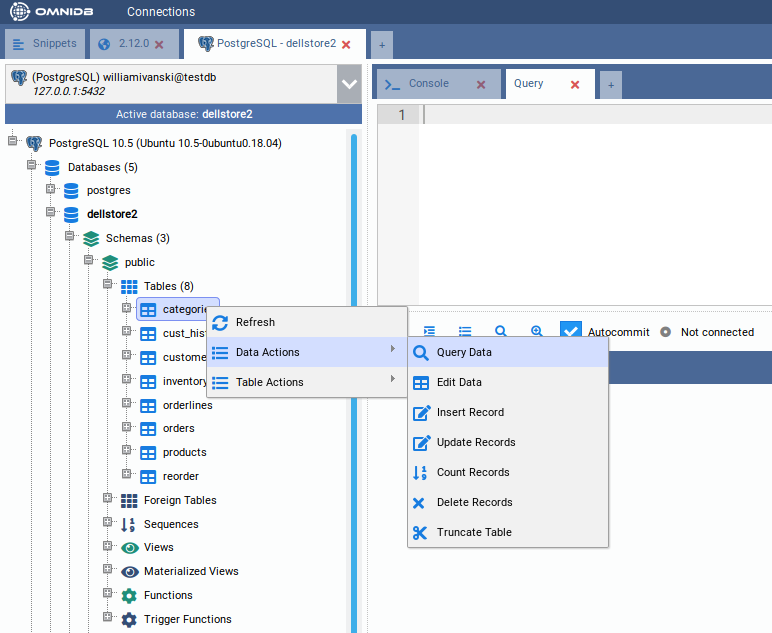 OMNIDB Connections
Snippets 2.12.0 PostgreSQL - dellstore2 +
(PostgreSQL) williamivanski@testdb
127.0.0.1:5432
Active database: dellstore2
Console Query +
1
PostgreSQL 10.5 (Ubuntu 10.5-0ubuntu0.18.04)
Databases (5)
postgres
dellstore2
Schemas (3)
public
Tables (8)
categorie
cust_his
custome
inventory
orderlines
orders
products
reorder
Foreign Tables
Sequences
Views
Materialized Views
Functions
Trigger Functions
Refresh
Data Actions
Table Actions
Autocommit Not connected
Query Data
Edit Data
Insert Record
Update Records
Count Records
Delete Records
Truncate Table